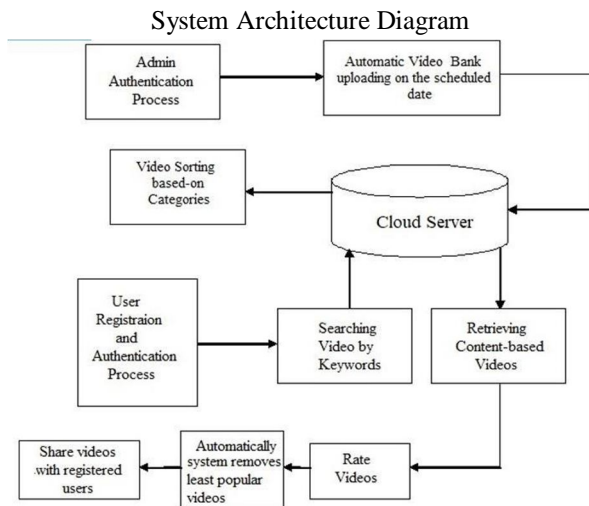 System Architecture Diagram
Admin
Authentication
Process
Automatic Video Bank
uploading on the scheduled
date
Video Sorting
based-on
Categories
Cloud Server
User
Registraion
and
Authentication
Process
Searching
Video by
Keywords
Retrieving
Content-based
Videos
Share videos
with registered
users
Automatically
system removes
least popular
videos
Rate
Videos